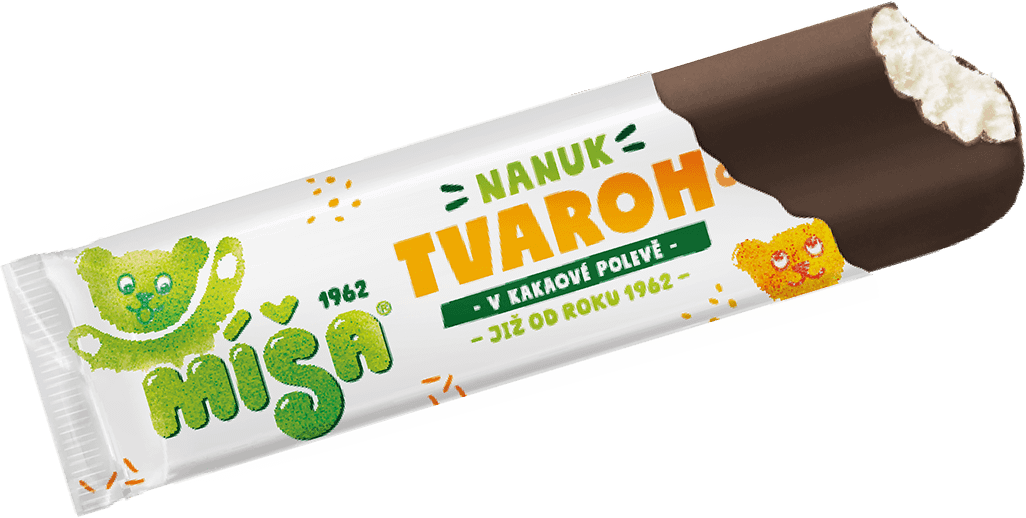 1962
MÍŠA®
NANUK
TVAROH
- V KAKAOVÉ POLEVĚ -
- JIŽ OD ROKU 1962 -